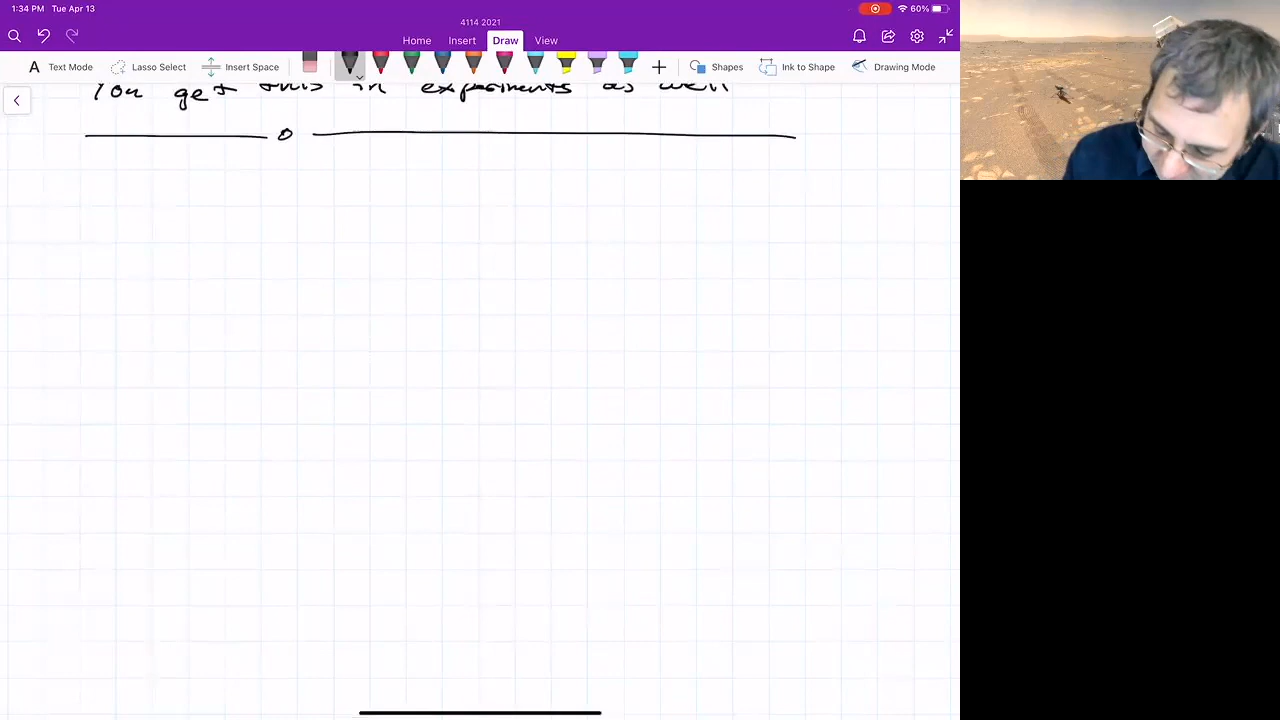 1:34 PM Tue Apr 13
60%
4114 2021
Home Insert Draw View
A Text Mode Lasso Select Insert Space Shapes Ink to Shape Drawing Mode
You get this in experiments as well